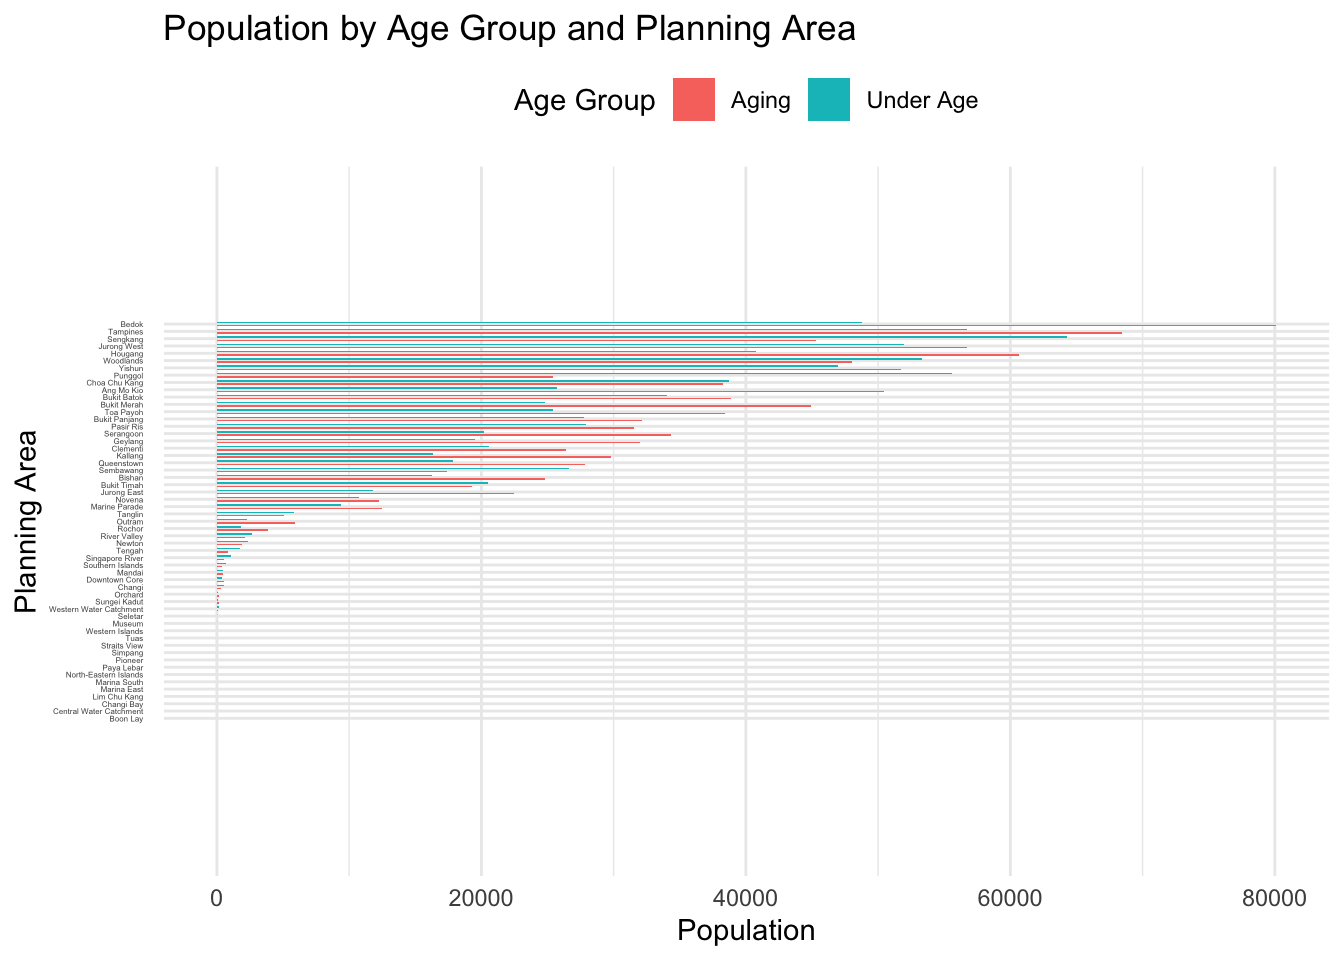 Population by Age Group and Planning Area
Age Group Aging Under Age
Bedok
Tampines
Sengkang
Jurong West
Hougang
Woodlands
Yishun
Punggol
Choa Chu Kang
Ang Mo Kio
Bukit Batok
Bukit Merah
Toa Payoh
Bukit Panjang
Pasir Ris
Serangoon
Geylang
Clementi
Kallang
Queenstown
Sembawang
Bishan
Bukit Timah
Jurong East
Novena
Marine Parade
Tanglin
Outram
Rochor
River Valley
Newton
Tengah
Singapore River
Southern Islands
Mandai
Downtown Core
Changi
Orchard
Sungei Kadut
Western Water Catchment
Seletar
Museum
Western Islands
Tuas
Straits View
Simpang
Pioneer
Paya Lebar
North-Eastern Islands
Marina South
Marina East
Lim Chu Kang
Changi Bay
Central Water Catchment
Boon Lay
Planning Area
0 20000 40000 60000 80000
Population